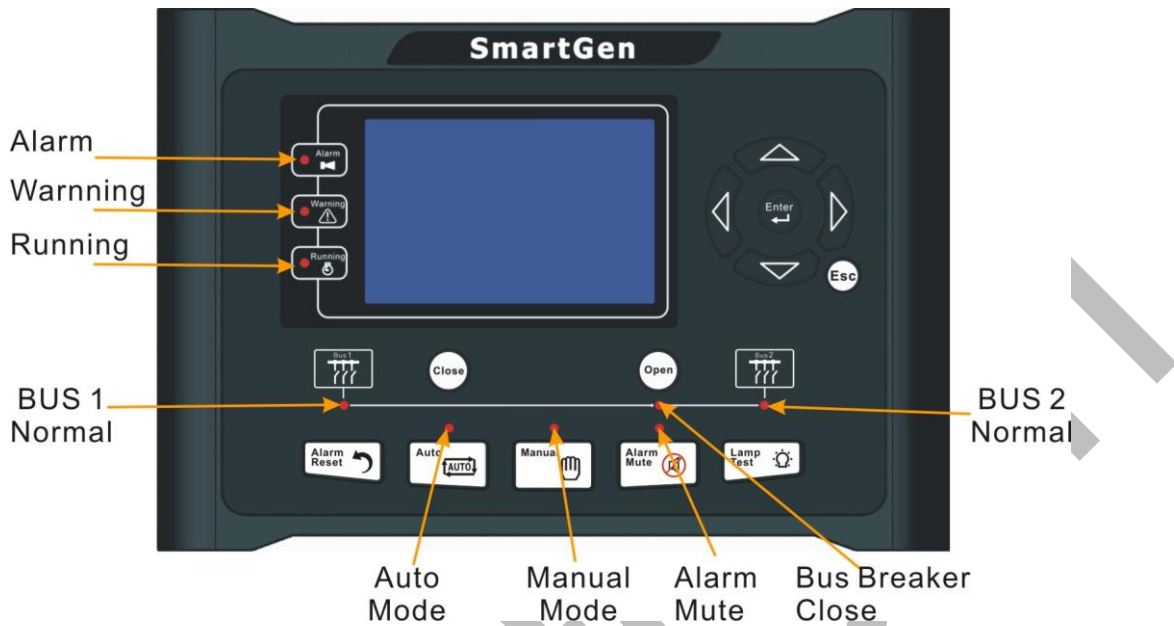 SmartGen
Alarm
Alarm
Warnning
Warning
Running
Running
Enter
Esc
Bus1
Close
Open
Bus2
BUS 1
Normal
BUS 2
Normal
Alarm
Reset
Auto
AUTO
Manual
Alarm
Mute
Lamp
Test
Auto
Mode
Manual
Mode
Alarm
Mute
Bus Breaker
Close